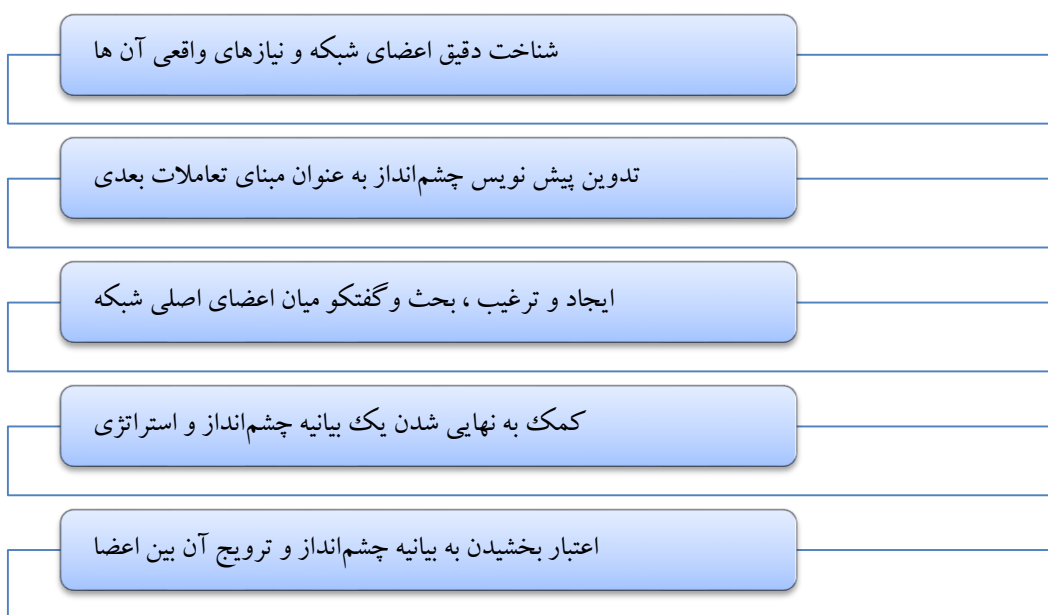 شناخت دقیق اعضای شبکه و نیازهای واقعی آن ها
تدوین پیش نویس چشم‌انداز به عنوان مبنای تعاملات بعدی
ایجاد و ترغیب ، بحث و گفتکو میان اعضای اصلی شبکه
کمک به نهایی شدن یک بیانیه چشم‌انداز و استراتژی
اعتبار بخشیدن به بیانیه چشم‌انداز و ترویج آن بین اعضا